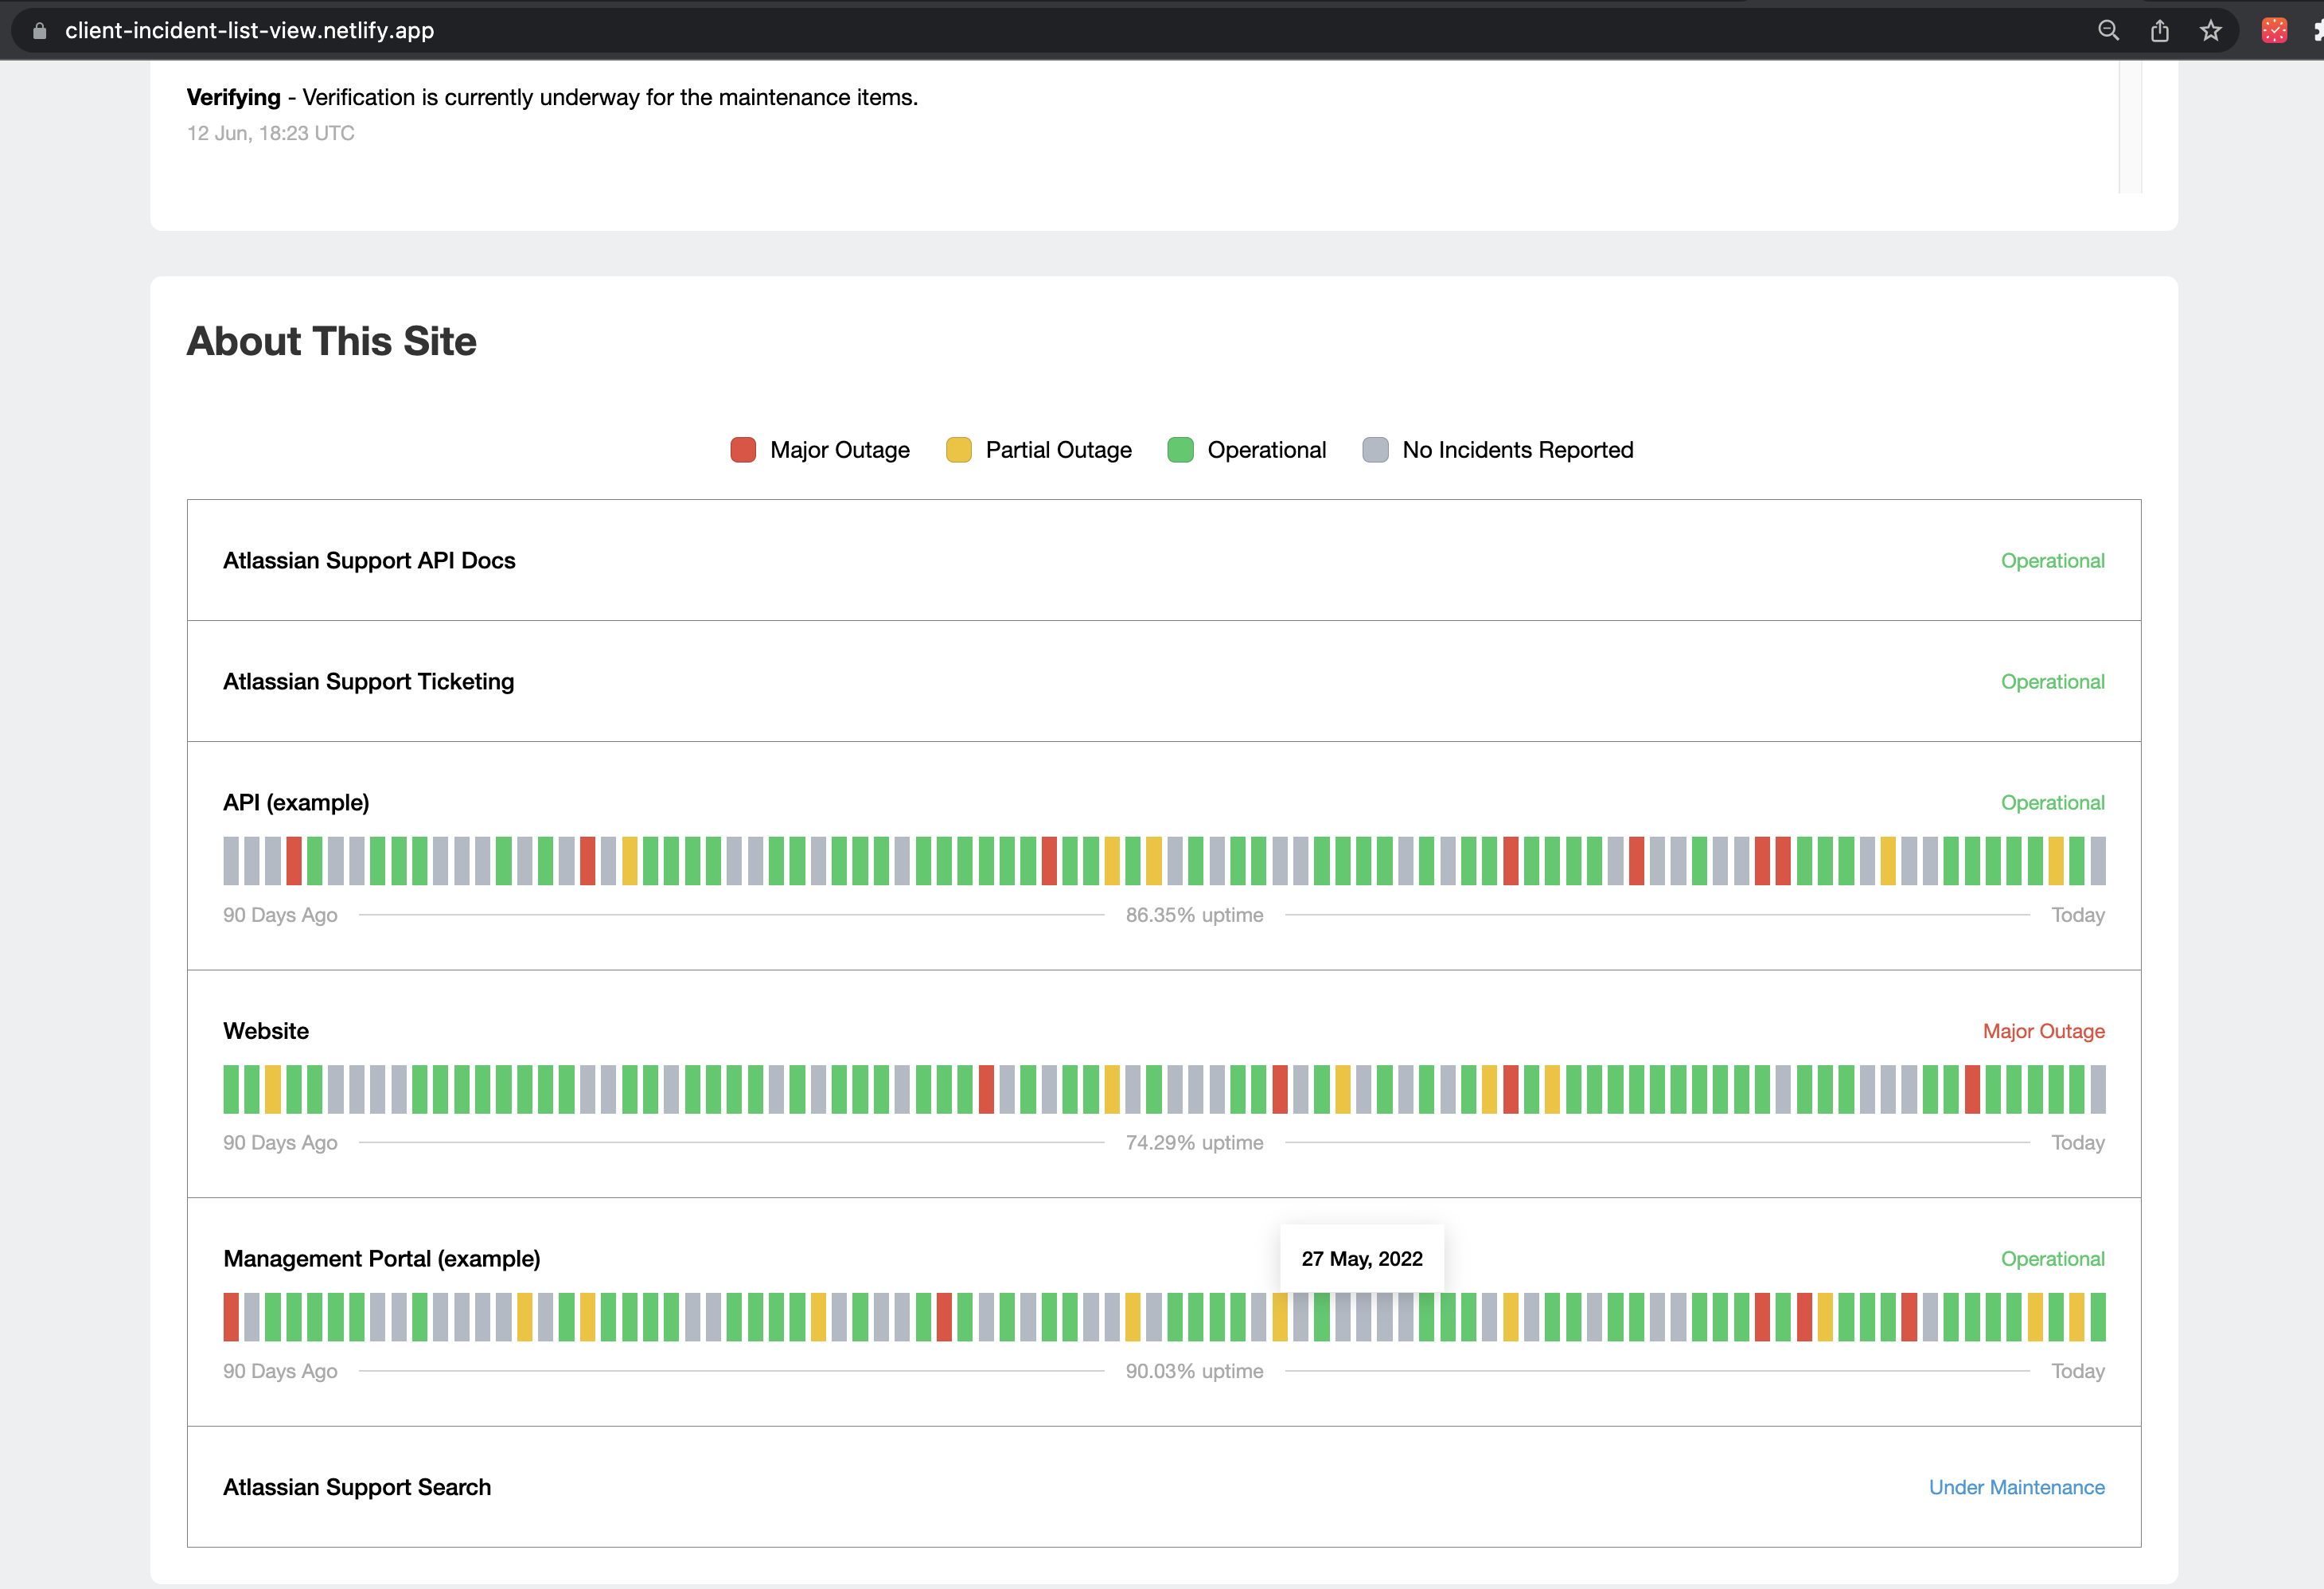 client-incident-list-view.netlify.app
Verifying - Verification is currently underway for the maintenance items.
12 Jun, 18:23 UTC
About This Site
Major Outage Partial Outage Operational No Incidents Reported
Atlassian Support API Docs Operational
Atlassian Support Ticketing Operational
API (example) Operational
90 Days Ago 86.35% uptime Today
Website Major Outage
90 Days Ago 74.29% uptime Today
27 May, 2022
Management Portal (example) Operational
90 Days Ago 90.03% uptime Today
Atlassian Support Search Under Maintenance